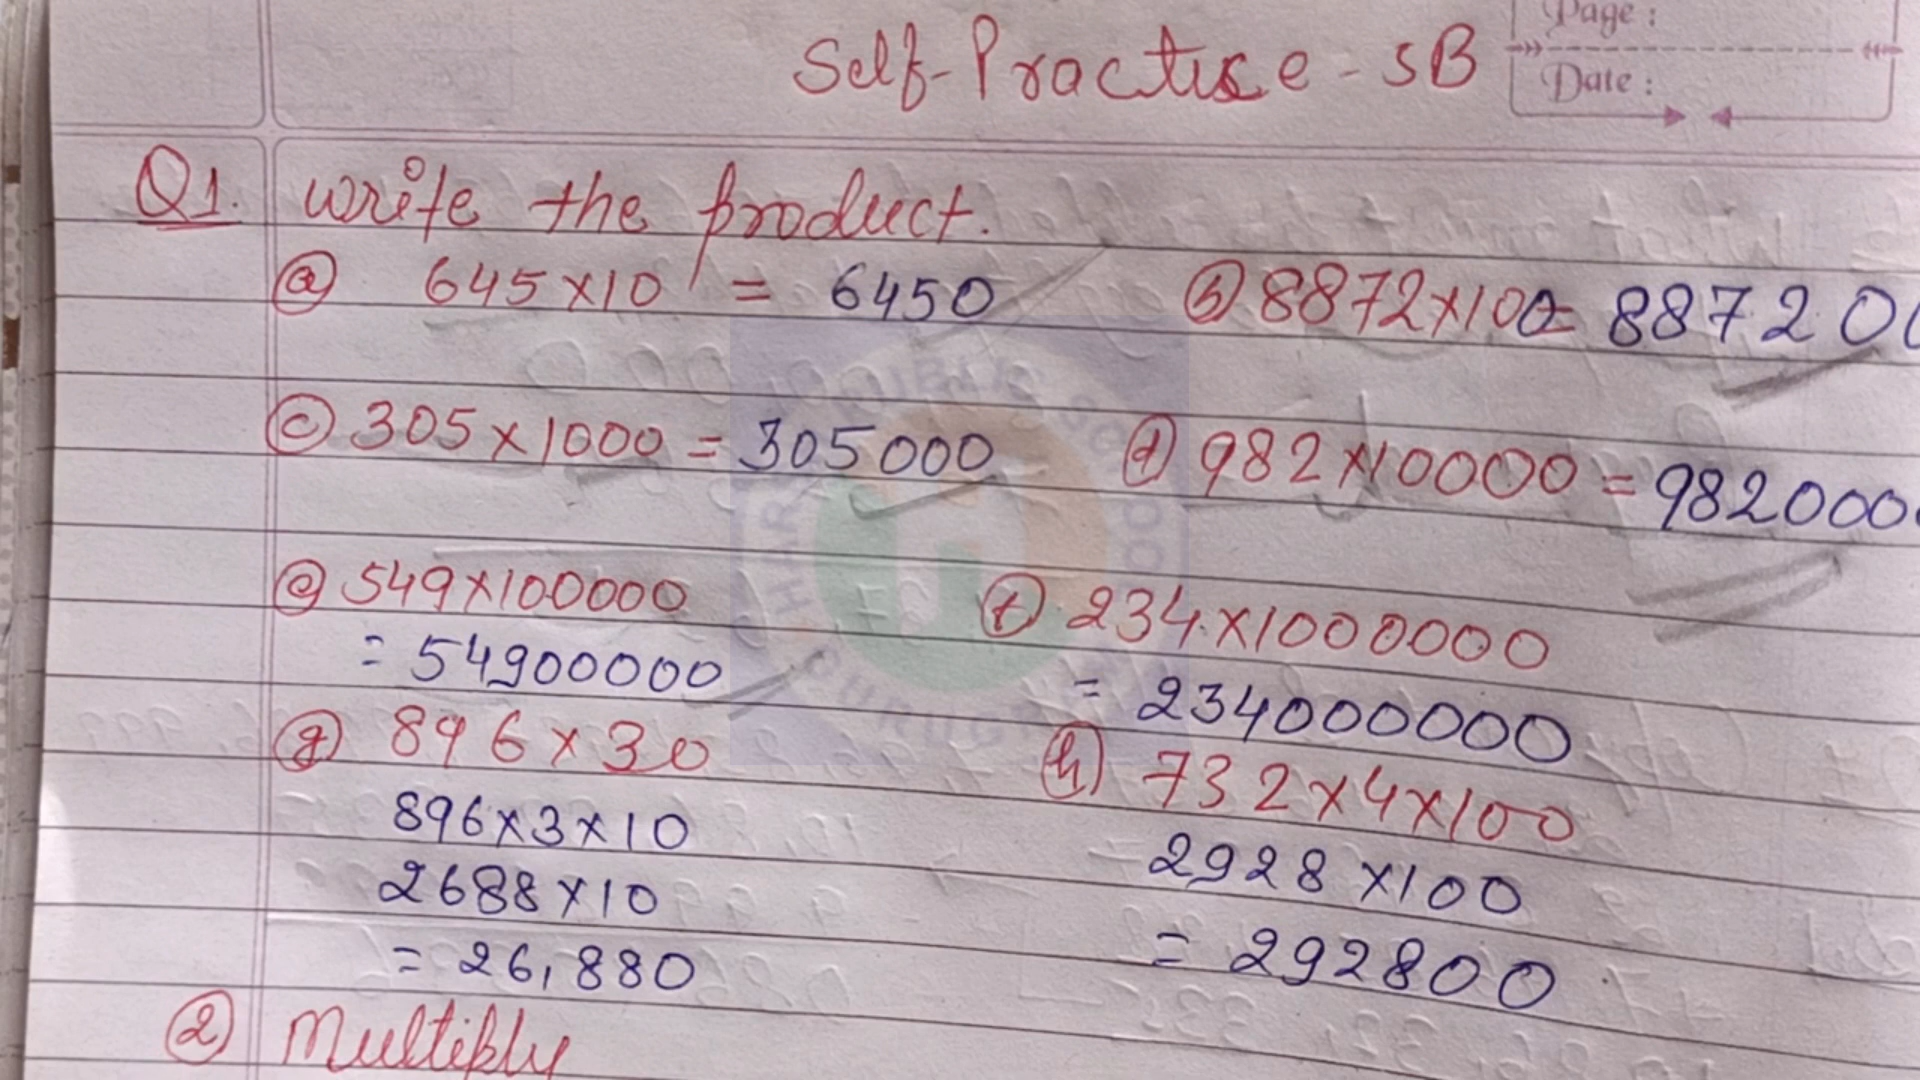 Page :
Self-Practice - 5B
Date :
Q1. write the product.
(a) 645×10 = 6450 (b) 8872×100= 887200
(c) 305×1000 = 305000 (d) 982×10000 = 982000
(e) 549×100000 (f) 234×1000000
= 54900000 = 234000000
(g) 896×30 (h) 732×4×100
896×3×10 2928×100
2688×10 = 292800
= 26,880
(2) Multiply